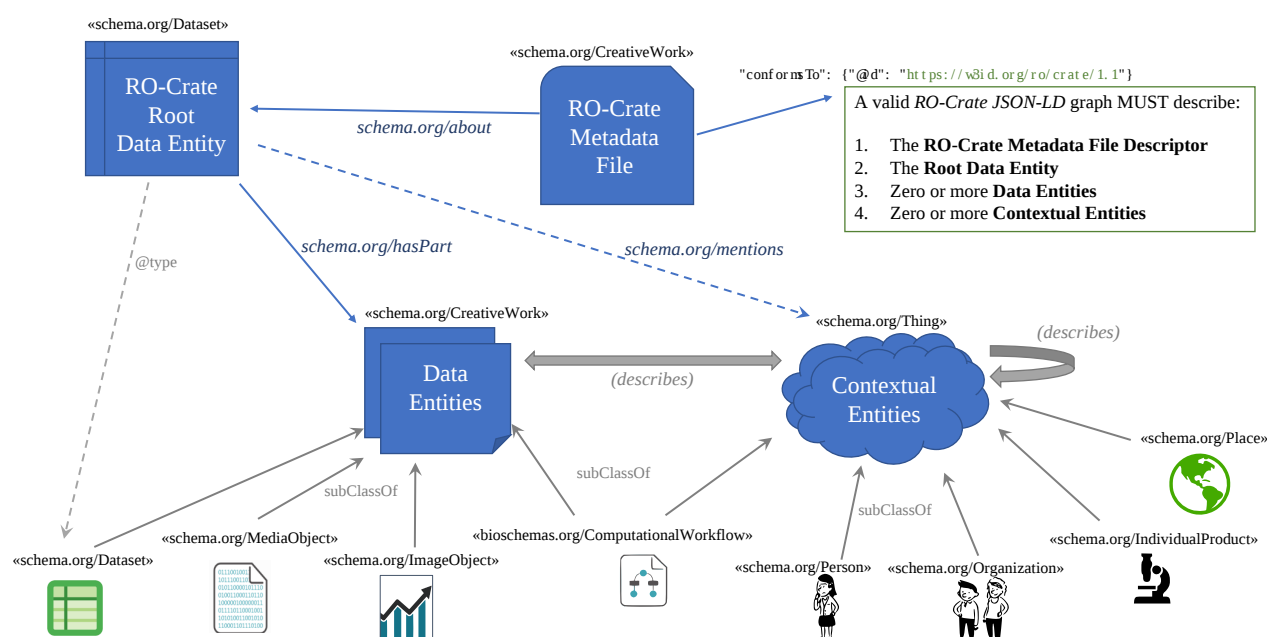 «schema.org/Dataset»
RO-Crate
Root
Data Entity
«schema.org/CreativeWork»
RO-Crate
Metadata
File
schema.org/about
"conformsTo": {"@id": "https://w3id.org/ro/crate/1.1"}
A valid RO-Crate JSON-LD graph MUST describe:
1. The RO-Crate Metadata File Descriptor
2. The Root Data Entity
3. Zero or more Data Entities
4. Zero or more Contextual Entities
schema.org/hasPart
schema.org/mentions
@type
«schema.org/CreativeWork»
Data
Entities
(describes)
«schema.org/Thing»
Contextual
Entities
(describes)
subClassOf
subClassOf
subClassOf
«schema.org/Place»
«schema.org/Dataset»
«schema.org/MediaObject»
«schema.org/ImageObject»
«bioschemas.org/ComputationalWorkflow»
«schema.org/Person»
«schema.org/Organization»
«schema.org/IndividualProduct»